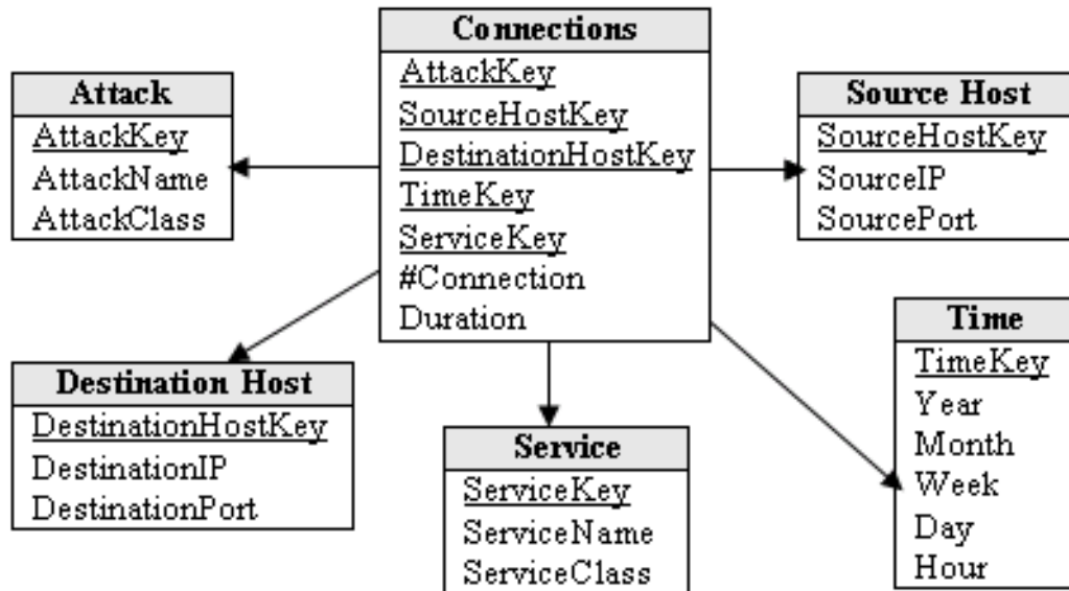 Connections
AttackKey
SourceHostKey
DestinationHostKey
TimeKey
ServiceKey
#Connection
Duration
Attack
AttackKey
AttackName
AttackClass
Source Host
SourceHostKey
SourceIP
SourcePort
Destination Host
DestinationHostKey
DestinationIP
DestinationPort
Service
ServiceKey
ServiceName
ServiceClass
Time
TimeKey
Year
Month
Week
Day
Hour